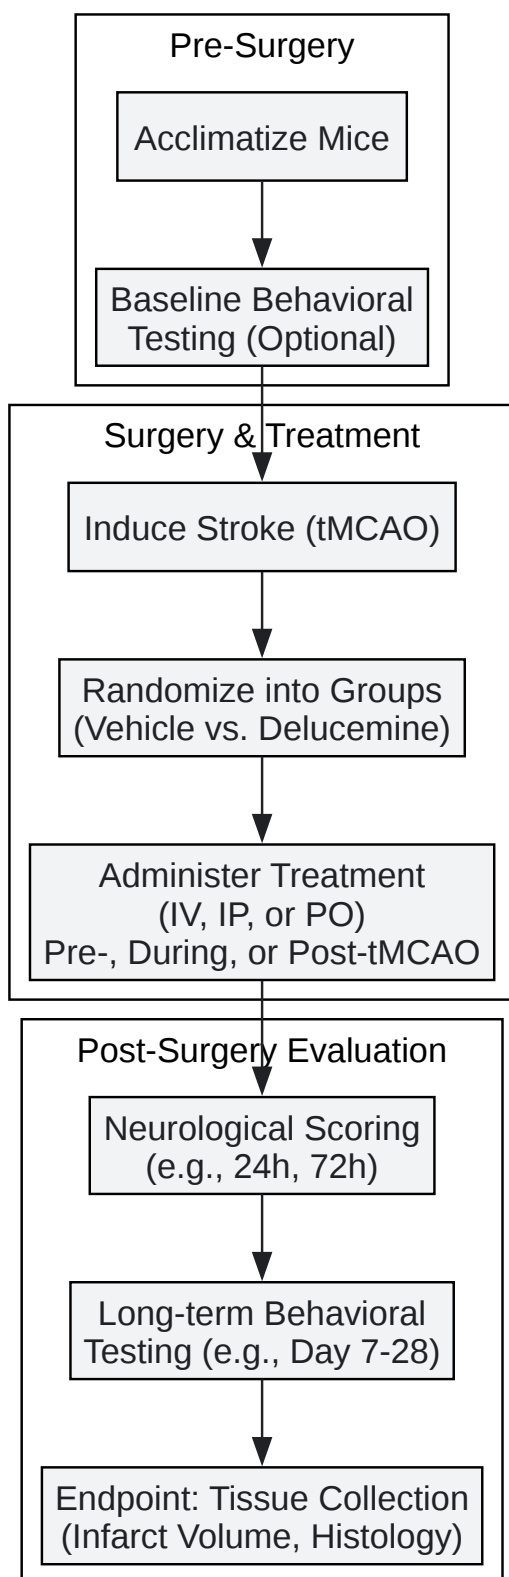 Pre-Surgery
Acclimatize Mice
Baseline Behavioral
Testing (Optional)
Surgery & Treatment
Induce Stroke (tMCAO)
Randomize into Groups
(Vehicle vs. Delucemine)
Administer Treatment
(IV, IP, or PO)
Pre-, During, or Post-tMCAO
Post-Surgery Evaluation
Neurological Scoring
(e.g., 24h, 72h)
Long-term Behavioral
Testing (e.g., Day 7-28)
Endpoint: Tissue Collection
(Infarct Volume, Histology)